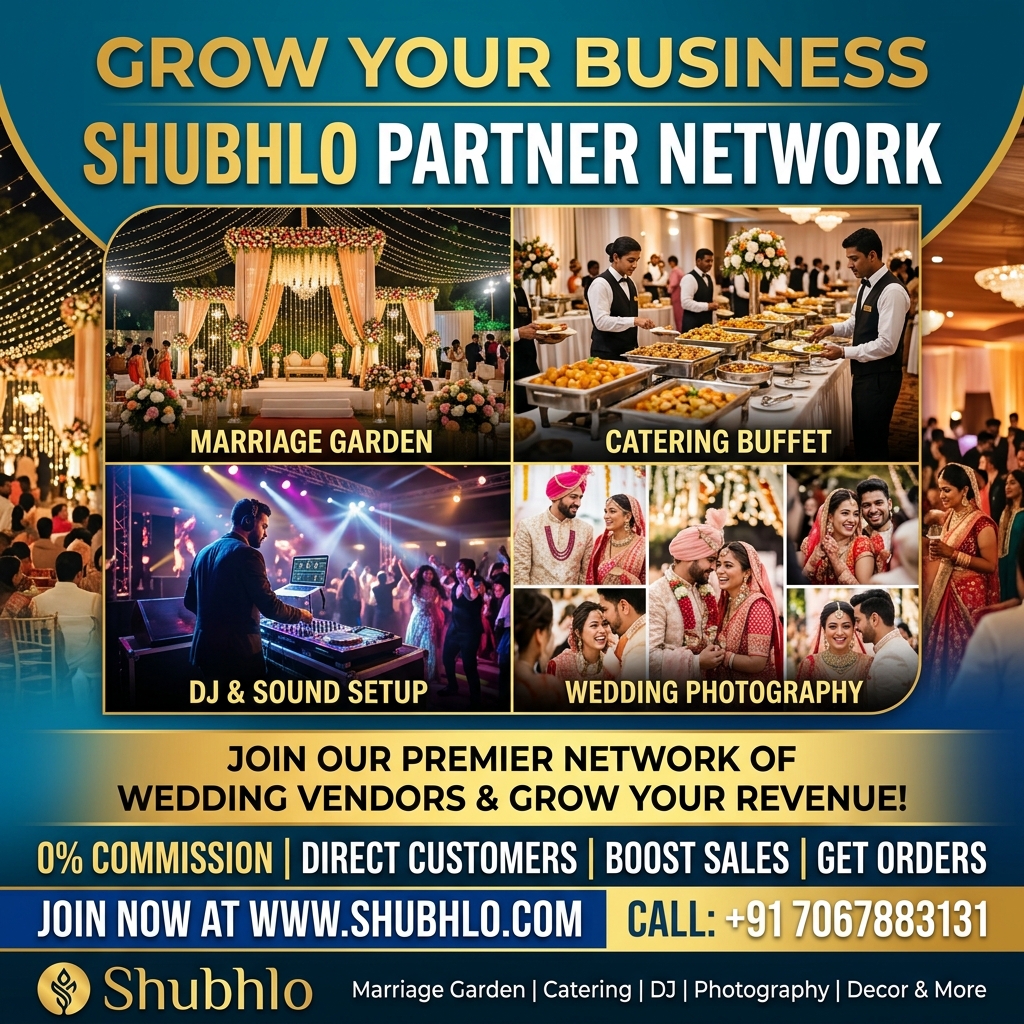 GROW YOUR BUSINESS
SHUBHLO PARTNER NETWORK
MARRIAGE GARDEN
CATERING BUFFET
DJ & SOUND SETUP
WEDDING PHOTOGRAPHY
JOIN OUR PREMIER NETWORK OF
WEDDING VENDORS & GROW YOUR REVENUE!
0% COMMISSION | DIRECT CUSTOMERS | BOOST SALES | GET ORDERS
JOIN NOW AT WWW.SHUBHLO.COM
CALL: +91 7067883131
Shubhlo
Marriage Garden | Catering | DJ | Photography | Decor & More